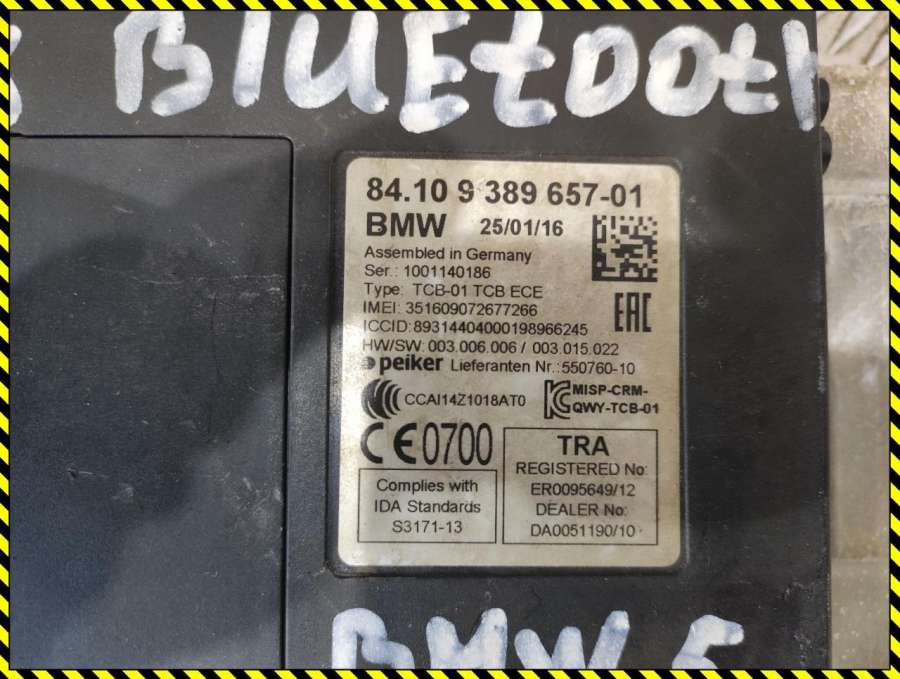 BluEtooth
84.10 9 389 657-01
BMW 25/01/16
Assembled in Germany
Ser.: 1001140186
Type: TCB-01 TCB ECE
IMEI: 351609072677266
EAC
ICCID:89314404000198966245
HW/SW: 003.006.006 / 003.015.022
peiker Lieferanten Nr.:550760-10
CCAI14Z1018AT0
MISP-CRM-
QWY-TCB-01
CE0700
Complies with
IDA Standards
S3171-13
TRA
REGISTERED No:
ER0095649/12
DEALER No:
DA0051190/10
BMW